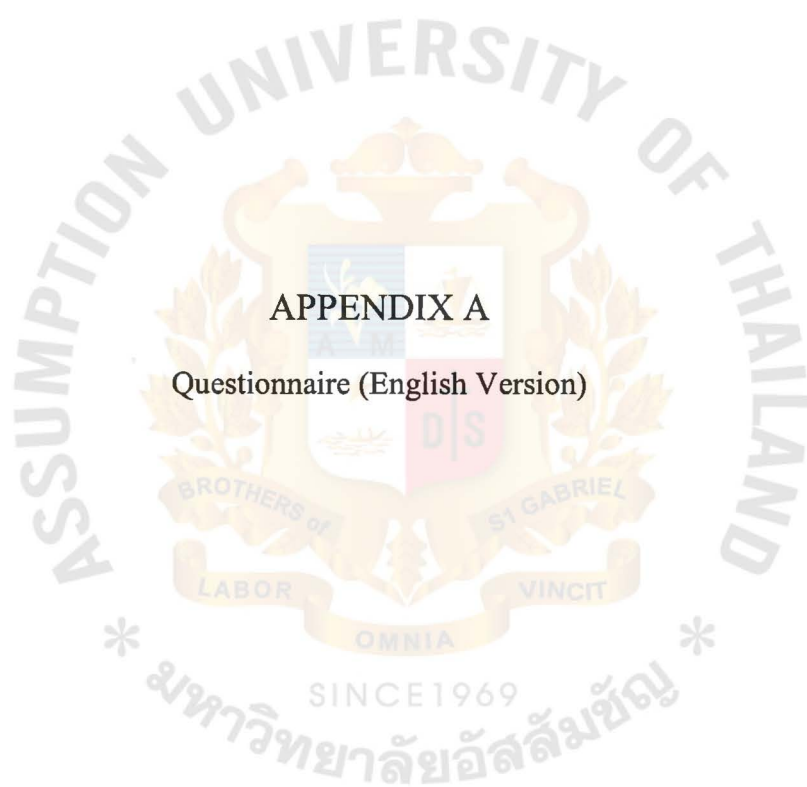 ASSUMPTION UNIVERSITY OF THAILAND
APPENDIX A
A M
Questionnaire (English Version)
D S
BROTHERS of
ST GABRIEL
LABOR
VINCIT
OMNIA
SINCE1969
* มหาวิทยาลัยอัสสัมชัญ *